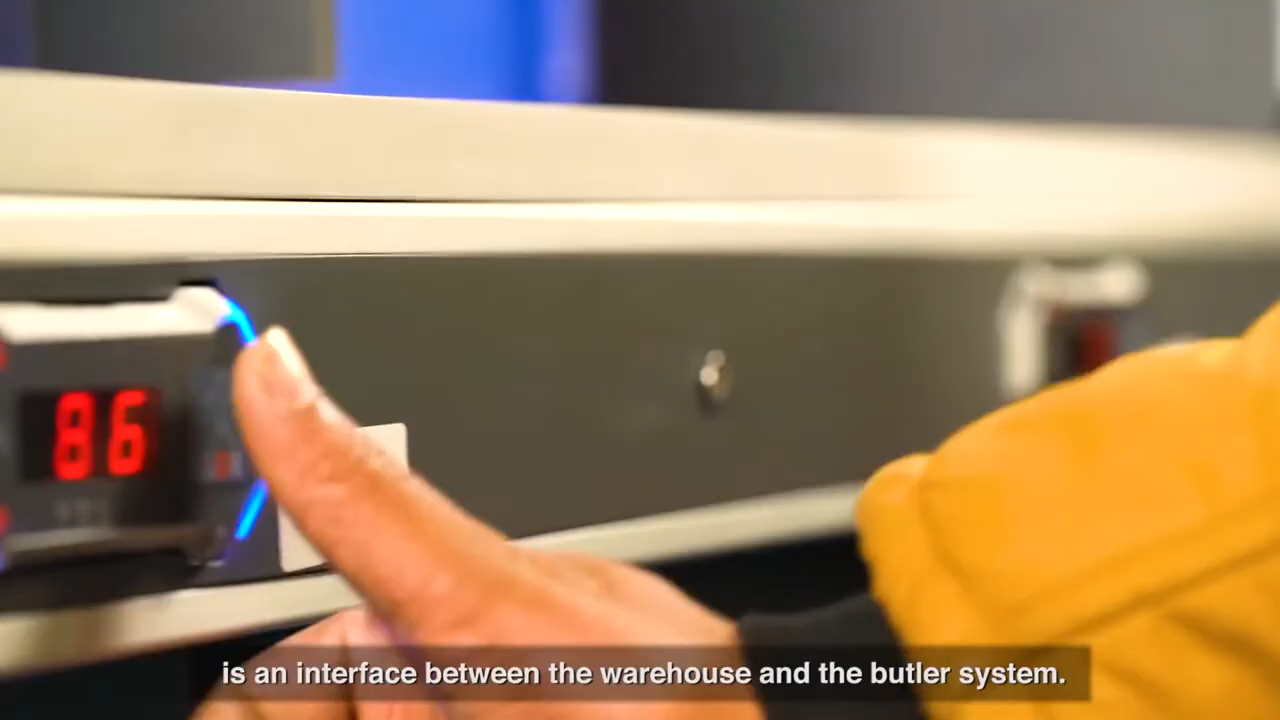 86
is an interface between the warehouse and the butler system.